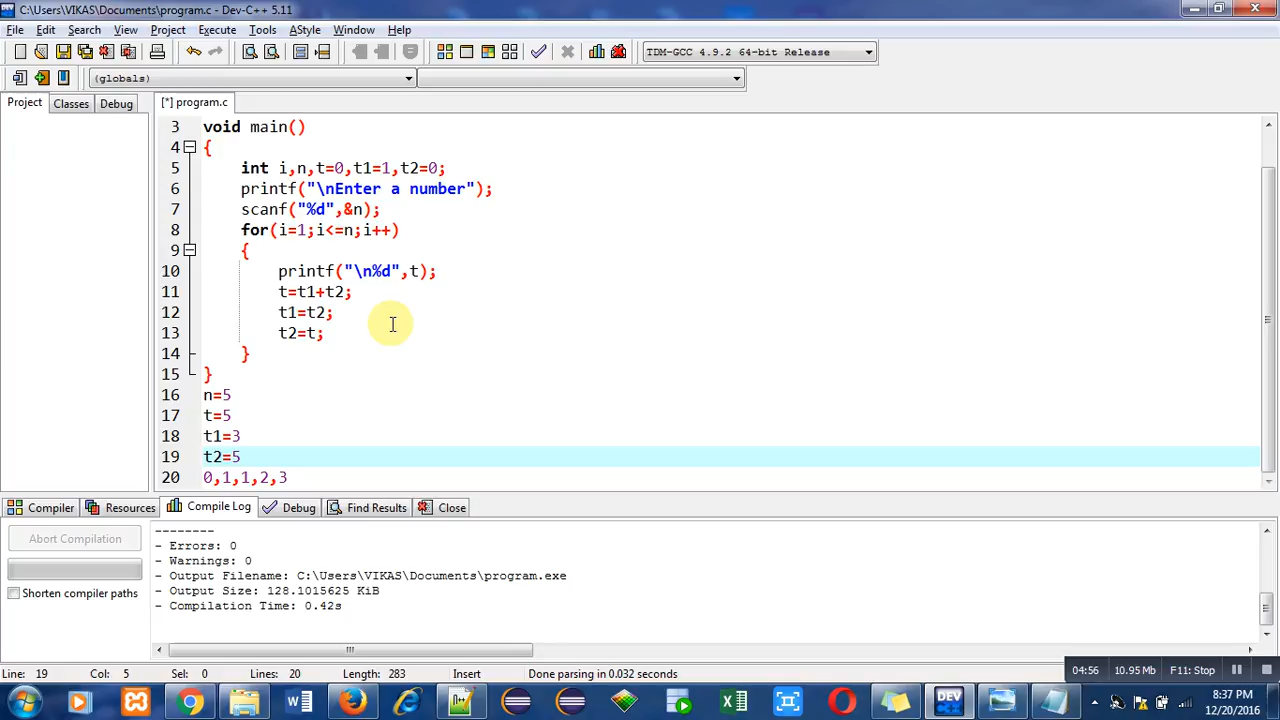 C:\Users\VIKAS\Documents\program.c - Dev-C++ 5.11
File Edit Search View Project Execute Tools AStyle Window Help
TDM-GCC 4.9.2 64-bit Release
(globals)
Project Classes Debug
[*] program.c
3 void main()
4 {
5 int i,n,t=0,t1=1,t2=0;
6 printf("\nEnter a number");
7 scanf("%d",&n);
8 for(i=1;i<=n;i++)
9 {
10 printf("\n%d",t);
11 t=t1+t2;
12 t1=t2;
13 t2=t;
14 }
15 }
16 n=5
17 t=5
18 t1=3
19 t2=5
20 0,1,1,2,3
Compiler Resources Compile Log Debug Find Results Close
Abort Compilation
Shorten compiler paths
--------
- Errors: 0
- Warnings: 0
- Output Filename: C:\Users\VIKAS\Documents\program.exe
- Output Size: 128.1015625 KiB
- Compilation Time: 0.42s
Line: 19 Col: 5 Sel: 0 Lines: 20 Length: 283 Insert Done parsing in 0.032 seconds
04:56 10.95 Mb F11: Stop
DEV
8:37 PM
12/20/2016